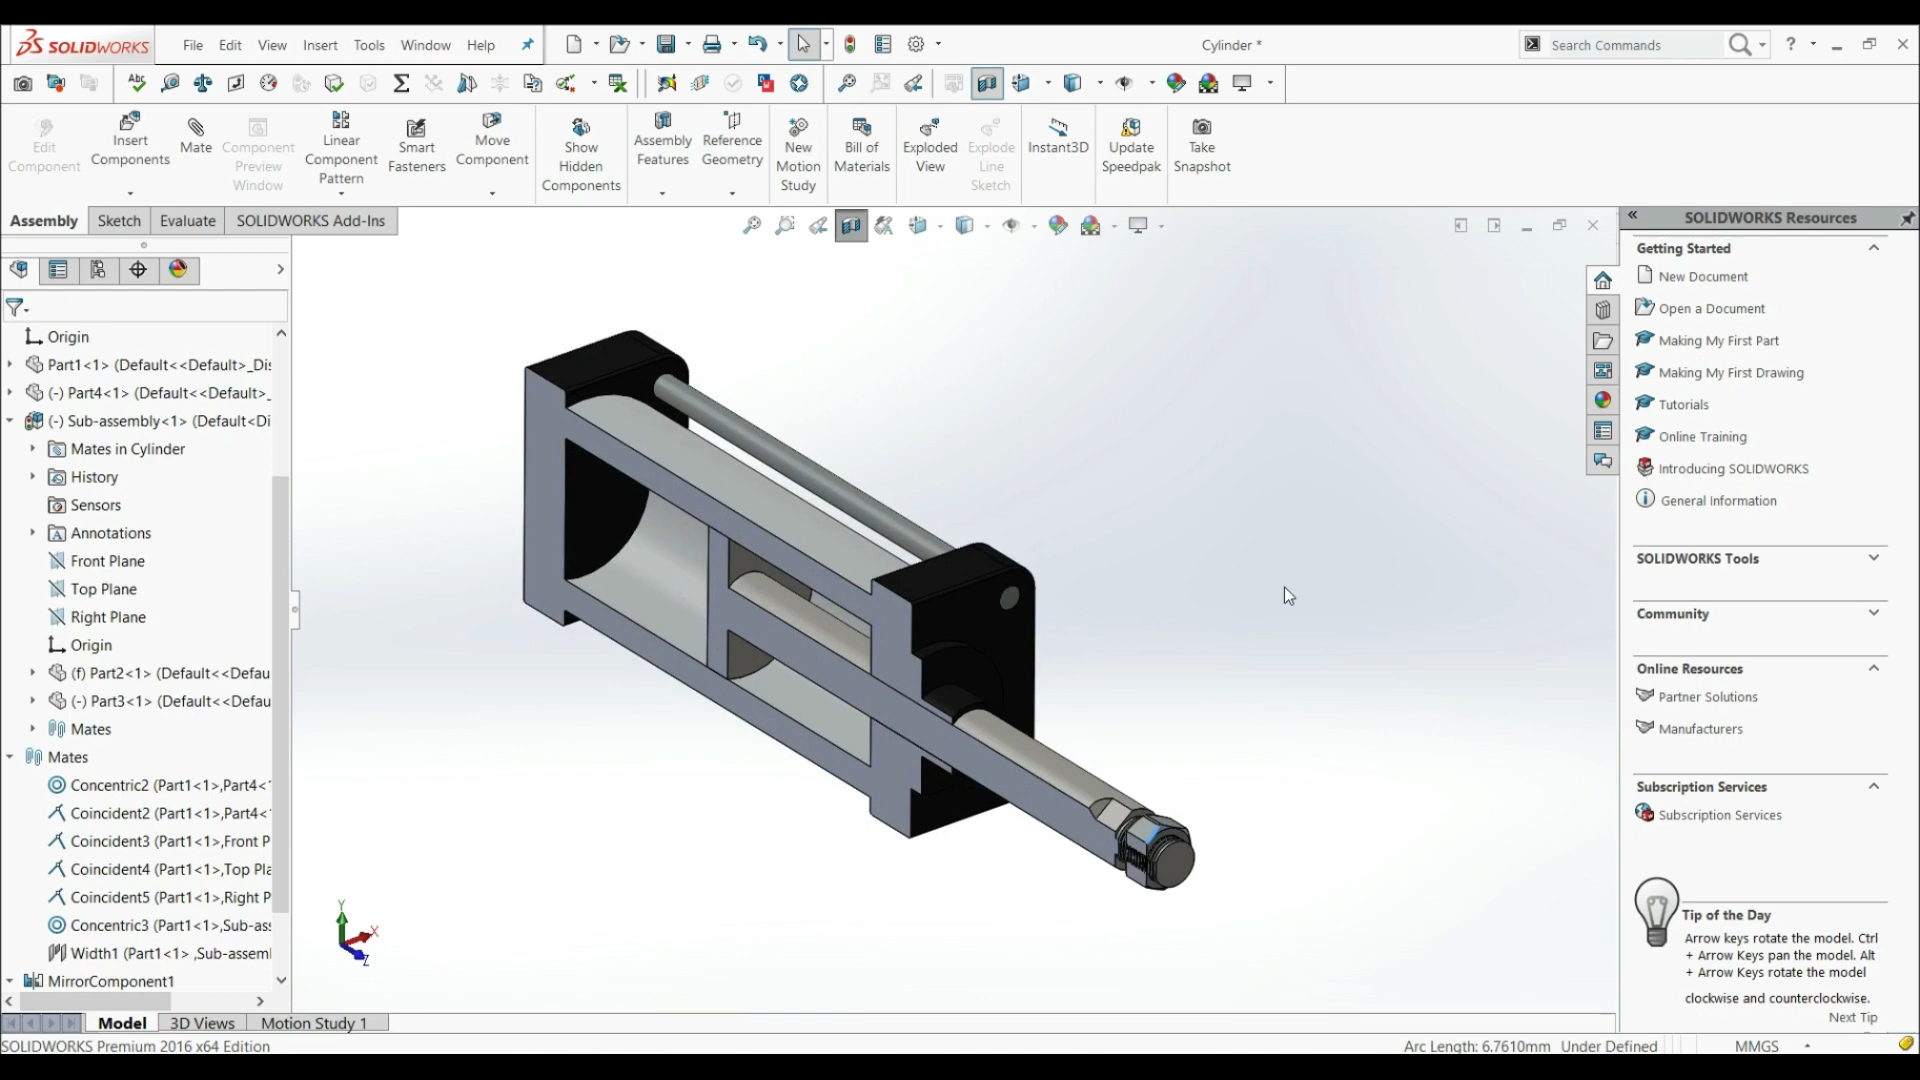 SOLIDWORKS
File Edit View Insert Tools Window Help
Cylinder *
Search Commands
?
Edit Component
Insert Components
Mate
Component Preview Window
Linear Component Pattern
Smart Fasteners
Move Component
Show Hidden Components
Assembly Features
Reference Geometry
New Motion Study
Bill of Materials
Exploded View
Explode Line Sketch
Instant3D
Update Speedpak
Take Snapshot
Assembly Sketch Evaluate SOLIDWORKS Add-Ins
Origin
Part1<1> (Default<<Default>_Dis
(-) Part4<1> (Default<<Default>_
(-) Sub-assembly<1> (Default<Di
Mates in Cylinder
History
Sensors
Annotations
Front Plane
Top Plane
Right Plane
Origin
(f) Part2<1> (Default<<Defau
(-) Part3<1> (Default<<Defau
Mates
Mates
Concentric2 (Part1<1>,Part4<
Coincident2 (Part1<1>,Part4<
Coincident3 (Part1<1>,Front P
Coincident4 (Part1<1>,Top Pla
Coincident5 (Part1<1>,Right P
Concentric3 (Part1<1>,Sub-as
Width1 (Part1<1> ,Sub-assem
MirrorComponent1
Y
X
Z
Model 3D Views Motion Study 1
SOLIDWORKS Premium 2016 x64 Edition
Arc Length: 6.7610mm Under Defined MMGS
SOLIDWORKS Resources
Getting Started
New Document
Open a Document
Making My First Part
Making My First Drawing
Tutorials
Online Training
Introducing SOLIDWORKS
General Information
SOLIDWORKS Tools
Community
Online Resources
Partner Solutions
Manufacturers
Subscription Services
Subscription Services
Tip of the Day
Arrow keys rotate the model. Ctrl
+ Arrow Keys pan the model. Alt
+ Arrow Keys rotate the model
clockwise and counterclockwise.
Next Tip